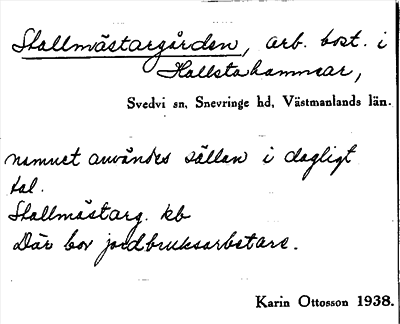 Stallmästargården, arb. bost. i
Hallstahammar,
Svedvi sn, Snevringe hd, Västmanlands län.
namnet användes sällan i dagligt
tal.
Stallmästarg. kb
Där bor jordbruksarbetare.
Karin Ottosson 1938.